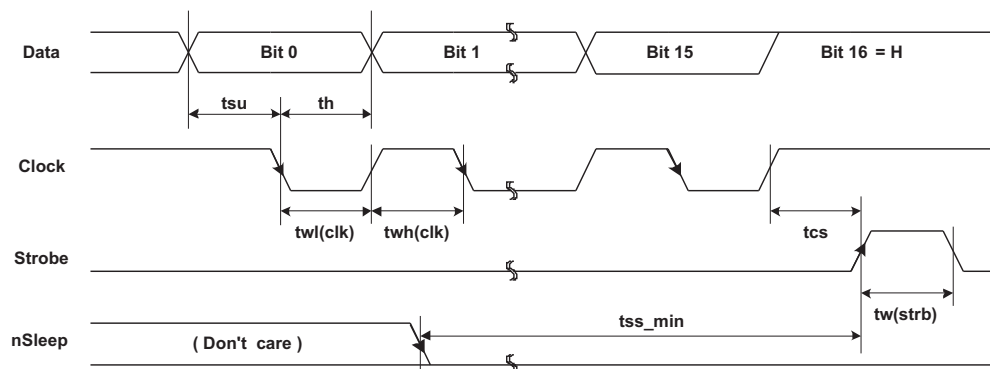 Data
Bit 0
Bit 1
Bit 15
Bit 16 = H
tsu
th
Clock
twl(clk)
twh(clk)
tcs
Strobe
tw(strb)
tss_min
nSleep
( Don't care )